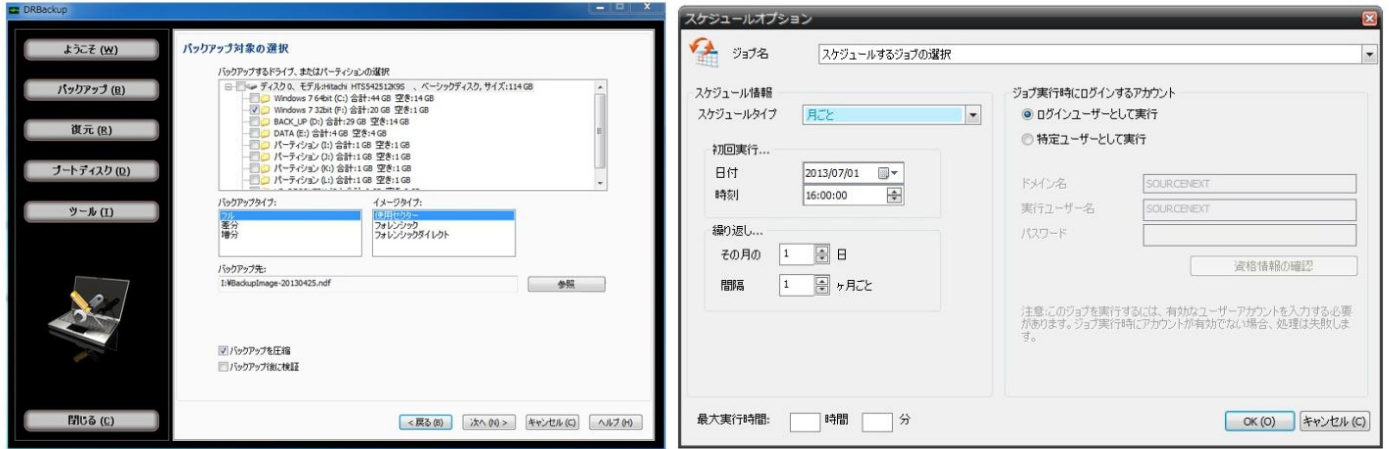 DRBackup
ようこそ (W)
バックアップ (B)
復元 (R)
ブートディスク (D)
ツール (T)
閉じる (C)
バックアップ対象の選択
バックアップするドライブ、またはパーティションの選択
ディスク 0、モデル:Hitachi HTS542512K9S 、ベーシックディスク, サイズ:114 GB
Windows 7 64bit (C:) 合計:44 GB 空き:14 GB
Windows 7 32bit (F:) 合計:20 GB 空き:1 GB
BACK_UP (D:) 合計:29 GB 空き:14 GB
DATA (E:) 合計:4 GB 空き:4 GB
パーティション (I:) 合計:1 GB 空き:1 GB
パーティション (J:) 合計:1 GB 空き:1 GB
パーティション (K:) 合計:1 GB 空き:1 GB
パーティション (L:) 合計:1 GB 空き:1 GB
バックアップタイプ:
フル
差分
増分
イメージタイプ:
使用セクター
フォレンシック
フォレンシックダイレクト
バックアップ先:
I:¥BackupImage-20130425.ndf
参照
バックアップを圧縮
バックアップ後に検証
< 戻る (B)
次へ (N) >
キャンセル (C)
ヘルプ (H)
スケジュールオプション
ジョブ名
スケジュールするジョブの選択
スケジュール情報
スケジュールタイプ
月ごと
初回実行...
日付
2013/07/01
時刻
16:00:00
繰り返し...
その月の 1 日
間隔 1 ヶ月ごと
ジョブ実行時にログインするアカウント
ログインユーザーとして実行
特定ユーザーとして実行
ドメイン名
SOURCENEXT
実行ユーザー名
SOURCENEXT
パスワード
資格情報の確認
注意:このジョブを実行するには、有効なユーザーアカウントを入力する必要
があります。ジョブ実行時にアカウントが有効でない場合、処理は失敗しま
す。
最大実行時間: 時間 分
OK (O)
キャンセル (C)